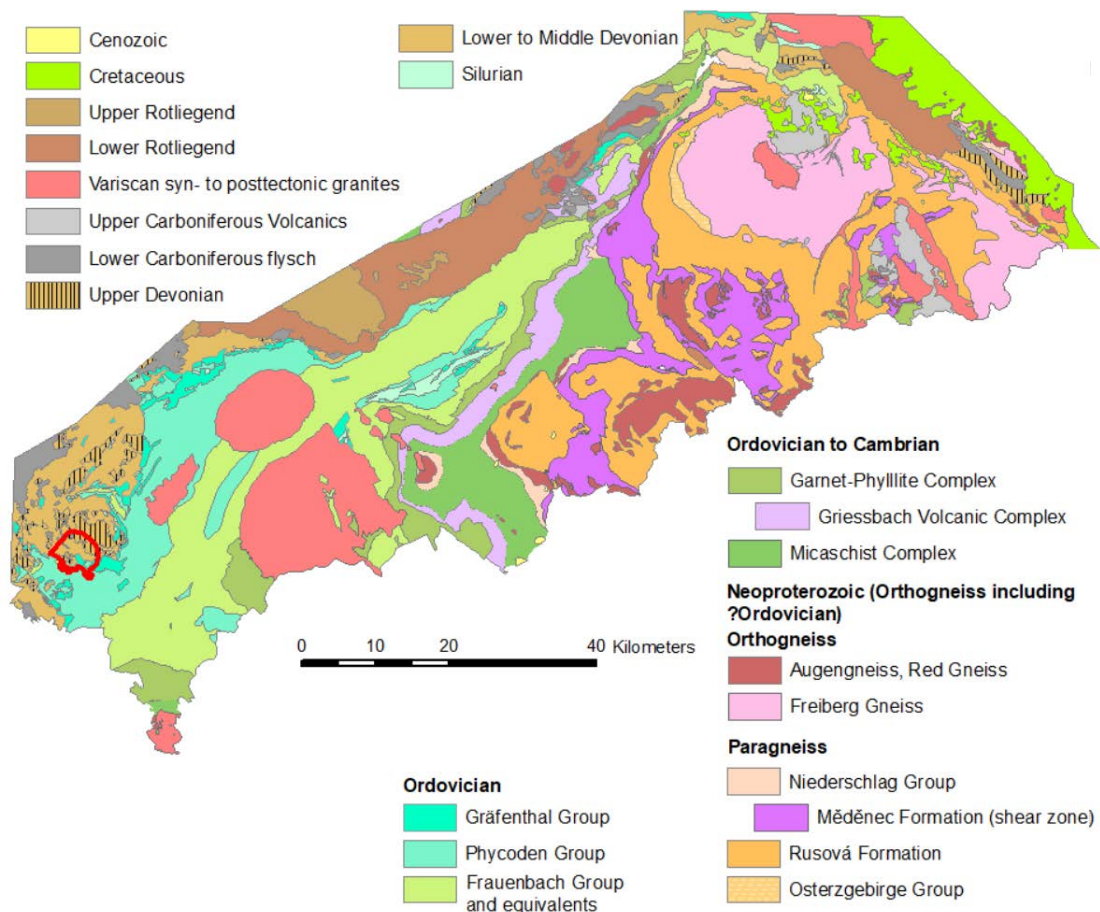 Cenozoic
Cretaceous
Upper Rotliegend
Lower Rotliegend
Variscan syn- to posttectonic granites
Upper Carboniferous Volcanics
Lower Carboniferous flysch
Upper Devonian
Lower to Middle Devonian
Silurian
0 10 20 40 Kilometers
Ordovician
Gräfenthal Group
Phycoden Group
Frauenbach Group
and equivalents
Ordovician to Cambrian
Garnet-Phylllite Complex
Griessbach Volcanic Complex
Micaschist Complex
Neoproterozoic (Orthogneiss including
?Ordovician)
Orthogneiss
Augengneiss, Red Gneiss
Freiberg Gneiss
Paragneiss
Niederschlag Group
Měděnec Formation (shear zone)
Rusová Formation
Osterzgebirge Group